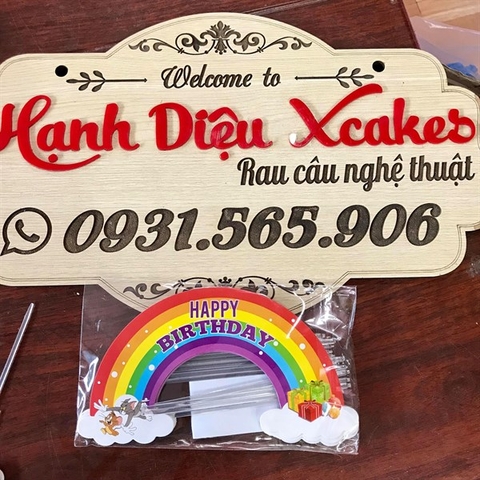 Welcome to
Hạnh Diệu Xcakes
Rau câu nghệ thuật
0931.565.906
HAPPY
BIRTHDAY